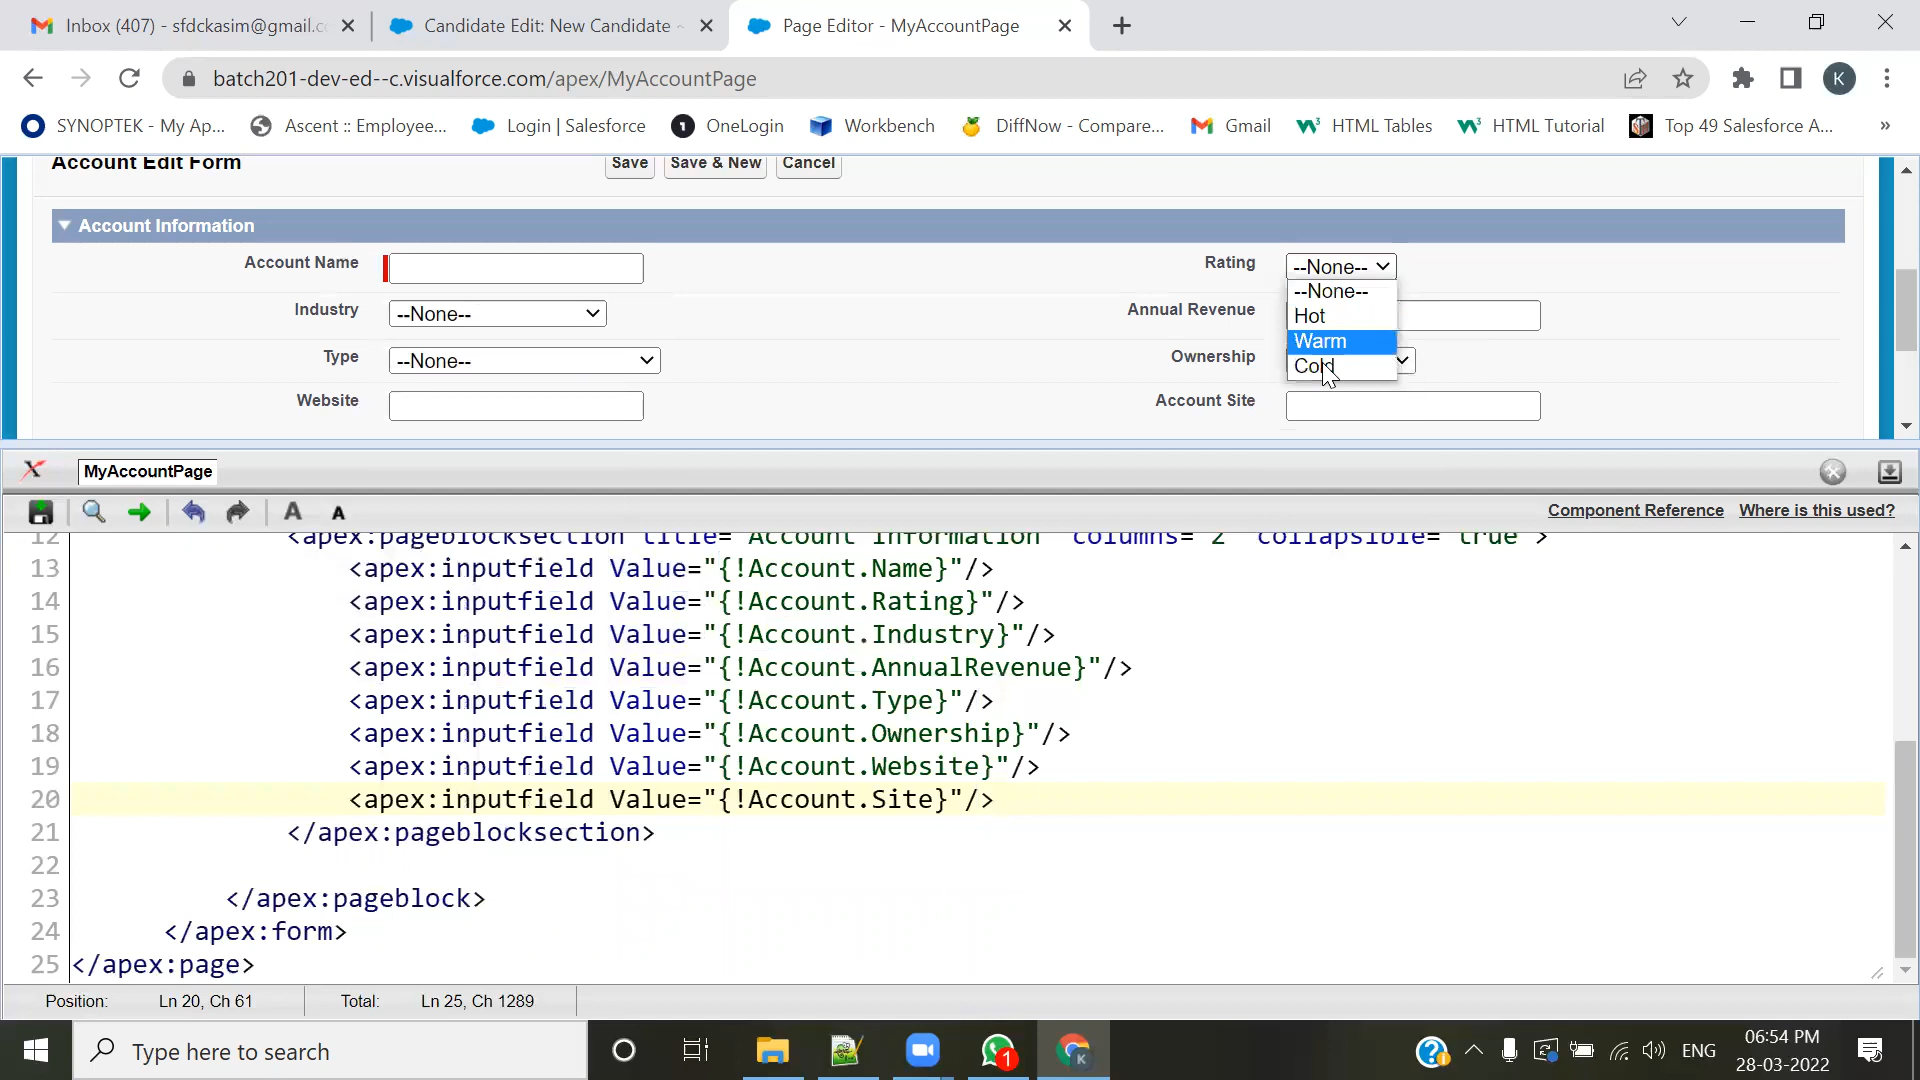 Inbox (407) - sfdckasim@gmail.c
Candidate Edit: New Candidate ~
Page Editor - MyAccountPage
batch201-dev-ed--c.visualforce.com/apex/MyAccountPage
K
SYNOPTEK - My Ap...
Ascent :: Employee...
Login | Salesforce
OneLogin
Workbench
DiffNow - Compare...
Gmail
HTML Tables
HTML Tutorial
Top 49 Salesforce A...
»
Account Edit Form
Save
Save & New
Cancel
Account Information
Account Name
Rating
--None--
--None--
Hot
Warm
Cold
Industry
--None--
Annual Revenue
Type
--None--
Ownership
Website
Account Site
MyAccountPage
A
A
Component Reference
Where is this used?
12 <apex:pageblocksection title="Account Information" columns="2" collapsible="true">
13 <apex:inputfield Value="{!Account.Name}"/>
14 <apex:inputfield Value="{!Account.Rating}"/>
15 <apex:inputfield Value="{!Account.Industry}"/>
16 <apex:inputfield Value="{!Account.AnnualRevenue}"/>
17 <apex:inputfield Value="{!Account.Type}"/>
18 <apex:inputfield Value="{!Account.Ownership}"/>
19 <apex:inputfield Value="{!Account.Website}"/>
20 <apex:inputfield Value="{!Account.Site}"/>
21 </apex:pageblocksection>
22
23 </apex:pageblock>
24 </apex:form>
25 </apex:page>
Position: Ln 20, Ch 61 Total: Ln 25, Ch 1289
Type here to search
1
K
ENG
06:54 PM
28-03-2022